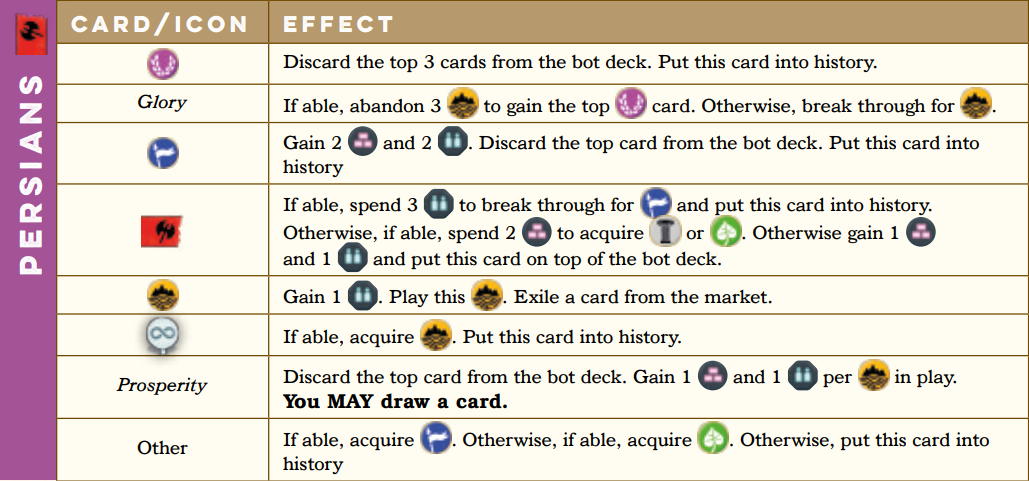 PERSIANS
CARD/ICON EFFECT
Discard the top 3 cards from the bot deck. Put this card into history.
Glory If able, abandon 3 to gain the top card. Otherwise, break through for .
Gain 2 and 2 . Discard the top card from the bot deck. Put this card into
history
If able, spend 3 to break through for and put this card into history.
Otherwise, if able, spend 2 to acquire or . Otherwise gain 1
and 1 and put this card on top of the bot deck.
Gain 1 . Play this . Exile a card from the market.
If able, acquire . Put this card into history.
Prosperity Discard the top card from the bot deck. Gain 1 and 1 per in play.
You MAY draw a card.
Other If able, acquire . Otherwise, if able, acquire . Otherwise, put this card into
history